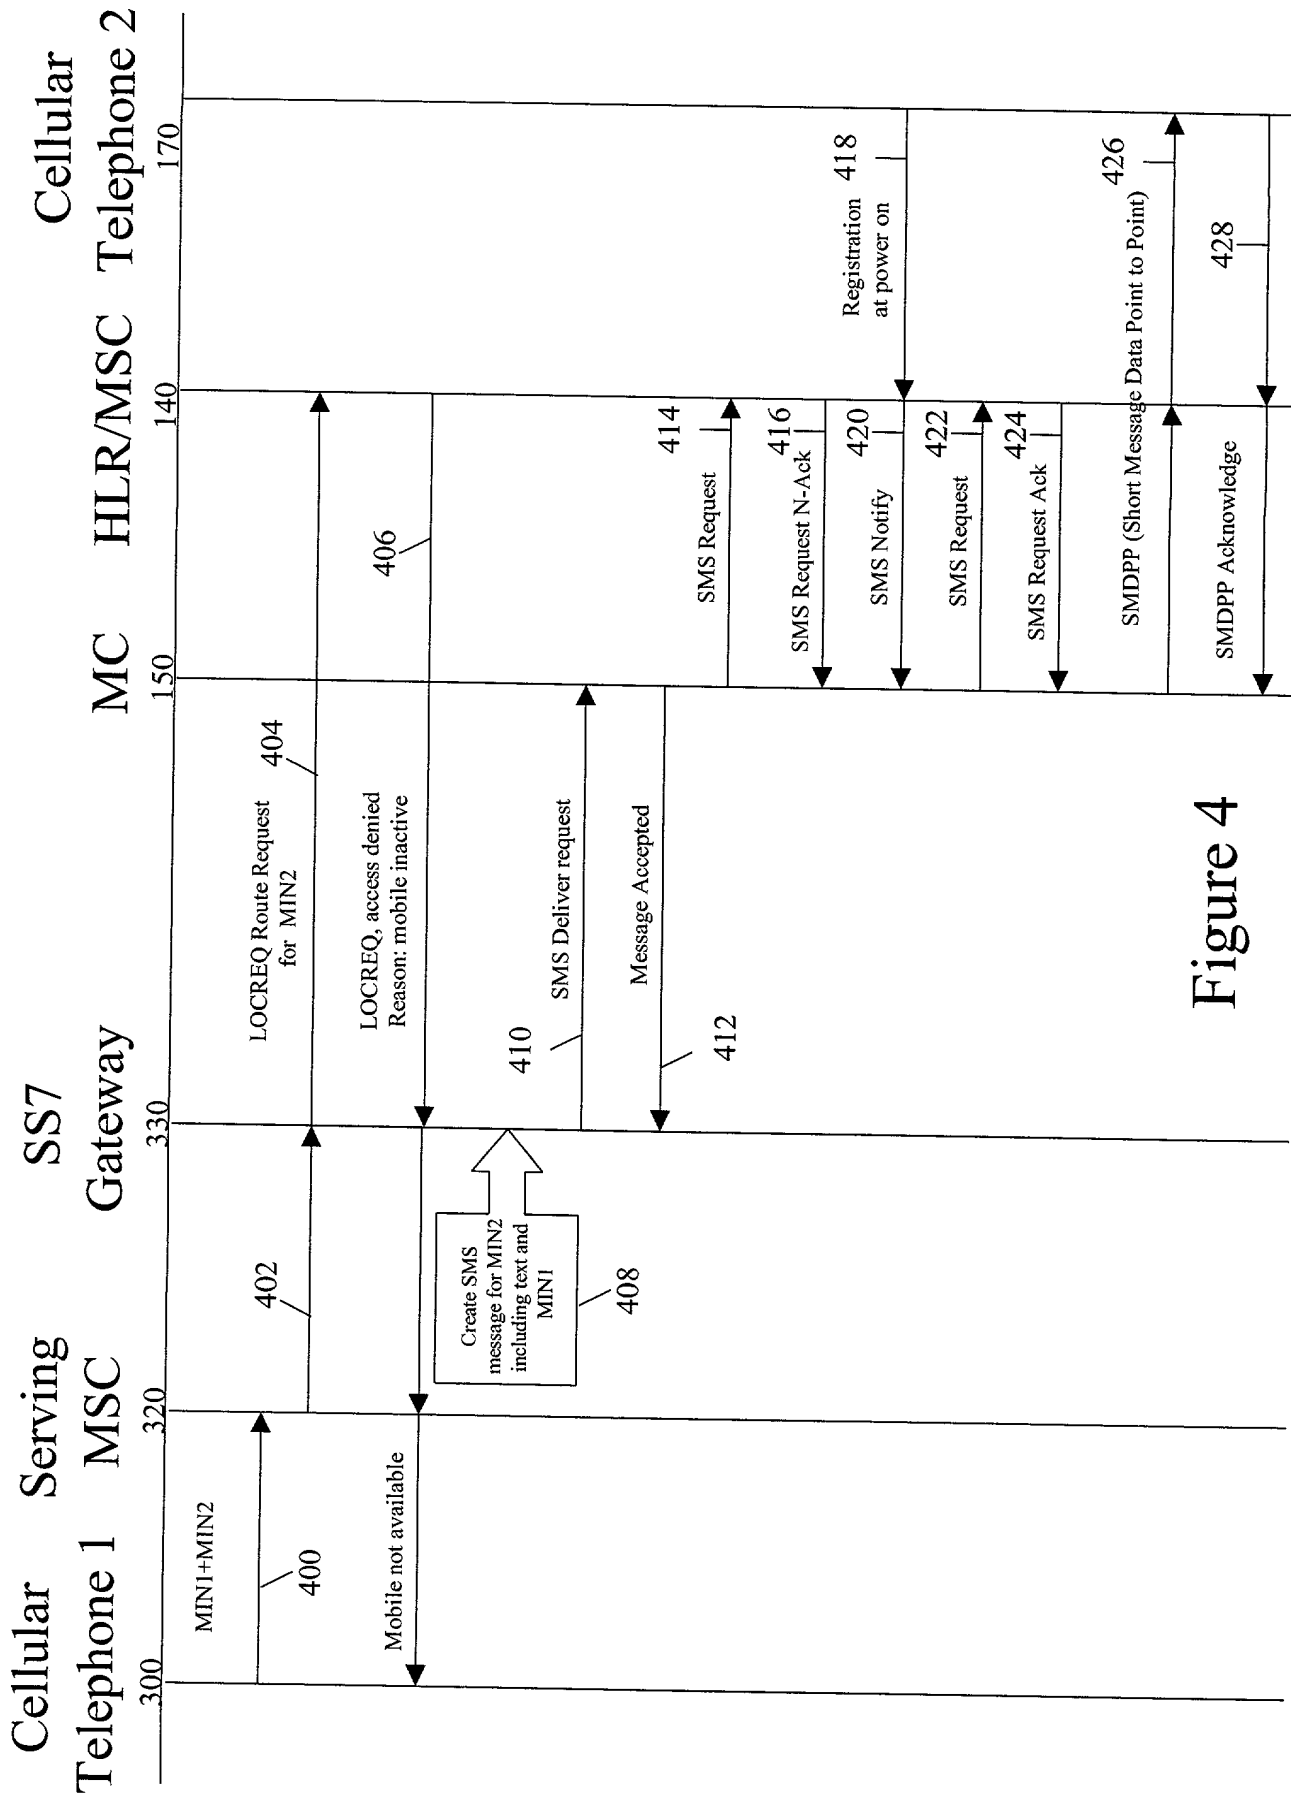 Cellular
Telephone 1
Serving
MSC
SS7
Gateway
MC
HLR/MSC
Cellular
Telephone 2
300
320
330
150
140
170
MIN1+MIN2
400
402
LOCREQ Route Request
for MIN2
404
Mobile not available
LOCREQ, access denied
Reason: mobile inactive
406
Create SMS
message for MIN2
including text and
MIN1
408
410
SMS Deliver request
Message Accepted
412
SMS Request
414
SMS Request N-Ack
416
Registration
at power on
418
SMS Notify
420
SMS Request
422
SMS Request Ack
424
SMDPP (Short Message Data Point to Point)
426
SMDPP Acknowledge
428
Figure 4